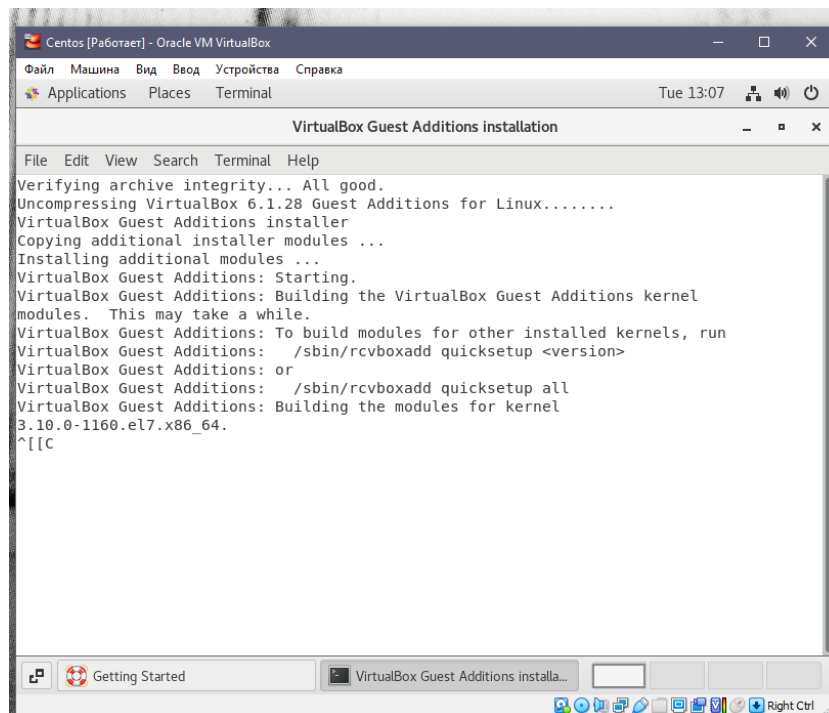 Centos [Работает] - Oracle VM VirtualBox
Файл Машина Вид Ввод Устройства Справка
Applications Places Terminal Tue 13:07
VirtualBox Guest Additions installation
File Edit View Search Terminal Help
Verifying archive integrity... All good.
Uncompressing VirtualBox 6.1.28 Guest Additions for Linux........
VirtualBox Guest Additions installer
Copying additional installer modules ...
Installing additional modules ...
VirtualBox Guest Additions: Starting.
VirtualBox Guest Additions: Building the VirtualBox Guest Additions kernel
modules.  This may take a while.
VirtualBox Guest Additions: To build modules for other installed kernels, run
VirtualBox Guest Additions:   /sbin/rcvboxadd quicksetup <version>
VirtualBox Guest Additions: or
VirtualBox Guest Additions:   /sbin/rcvboxadd quicksetup all
VirtualBox Guest Additions: Building the modules for kernel
3.10.0-1160.el7.x86_64.
^[[C
Getting Started VirtualBox Guest Additions installa...
Right Ctrl